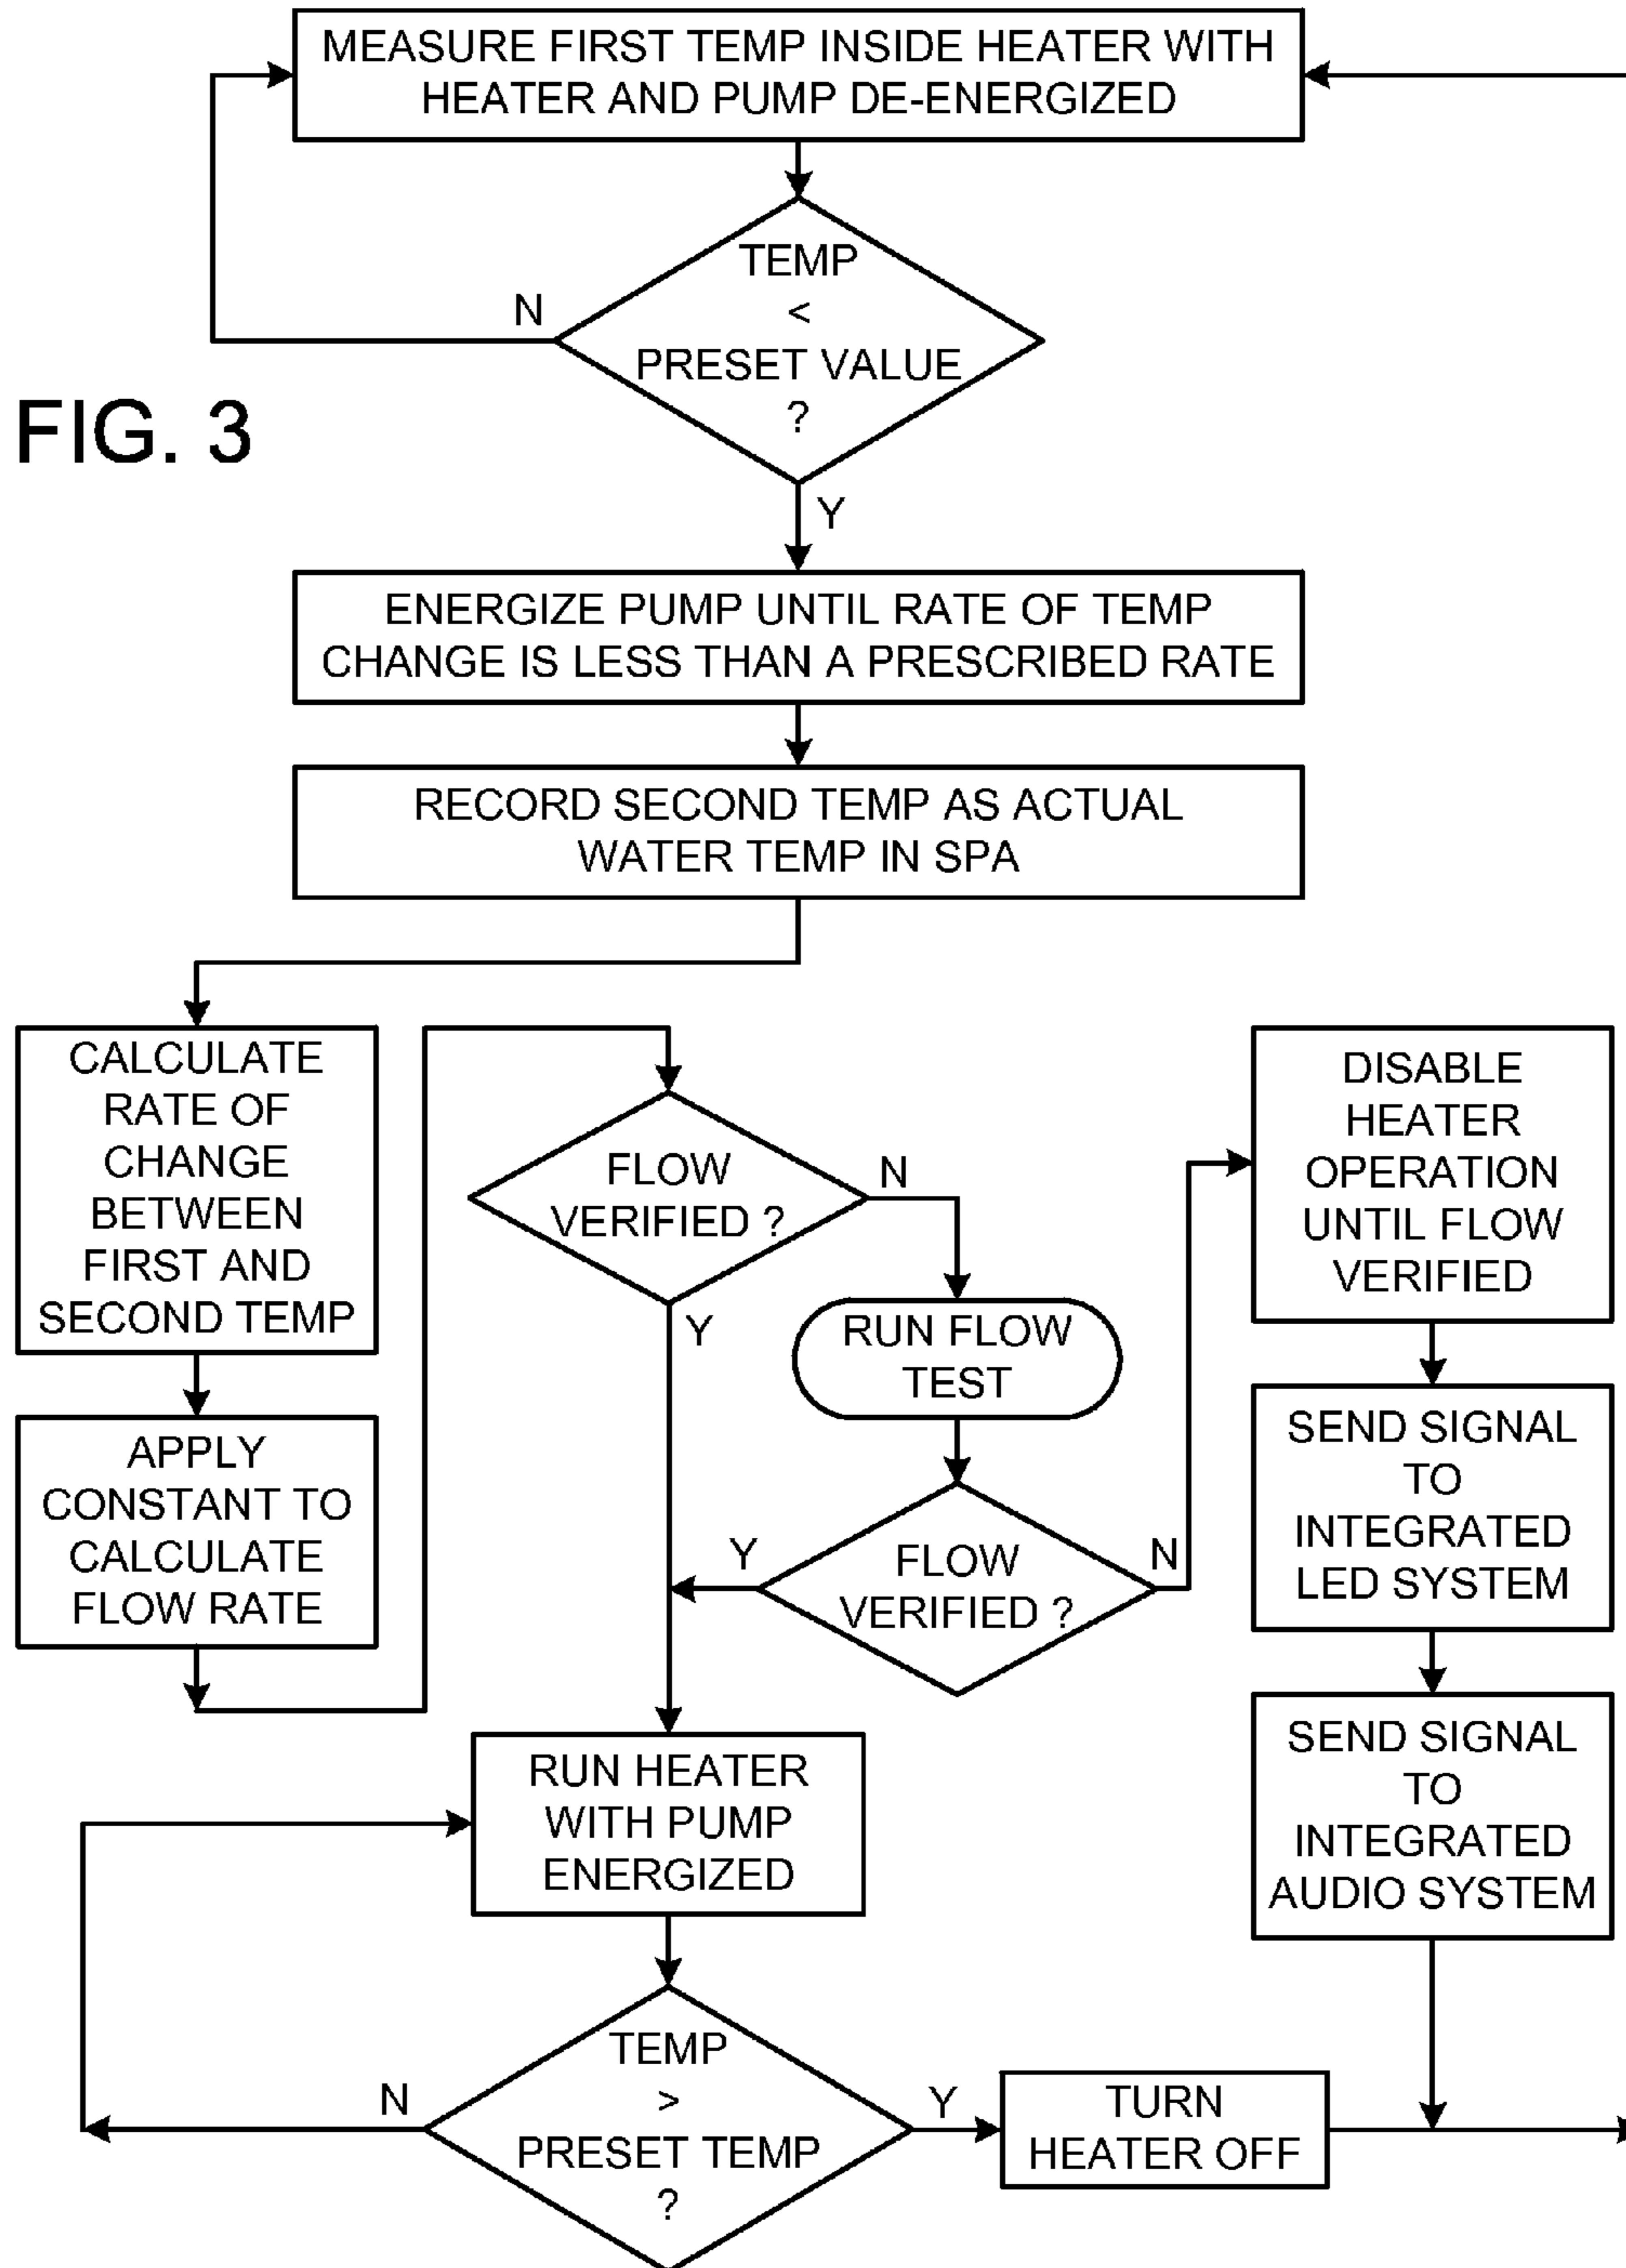 MEASURE FIRST TEMP INSIDE HEATER WITH
HEATER AND PUMP DE-ENERGIZED
TEMP
<
PRESET VALUE
?
N
FIG. 3
Y
ENERGIZE PUMP UNTIL RATE OF TEMP
CHANGE IS LESS THAN A PRESCRIBED RATE
RECORD SECOND TEMP AS ACTUAL
WATER TEMP IN SPA
CALCULATE
RATE OF
CHANGE
BETWEEN
FIRST AND
SECOND TEMP
APPLY
CONSTANT TO
CALCULATE
FLOW RATE
FLOW
VERIFIED ?
N
Y
RUN FLOW
TEST
FLOW
VERIFIED ?
Y
N
DISABLE
HEATER
OPERATION
UNTIL FLOW
VERIFIED
SEND SIGNAL
TO
INTEGRATED
LED SYSTEM
SEND SIGNAL
TO
INTEGRATED
AUDIO SYSTEM
RUN HEATER
WITH PUMP
ENERGIZED
TEMP
>
PRESET TEMP
?
N
Y
TURN
HEATER OFF